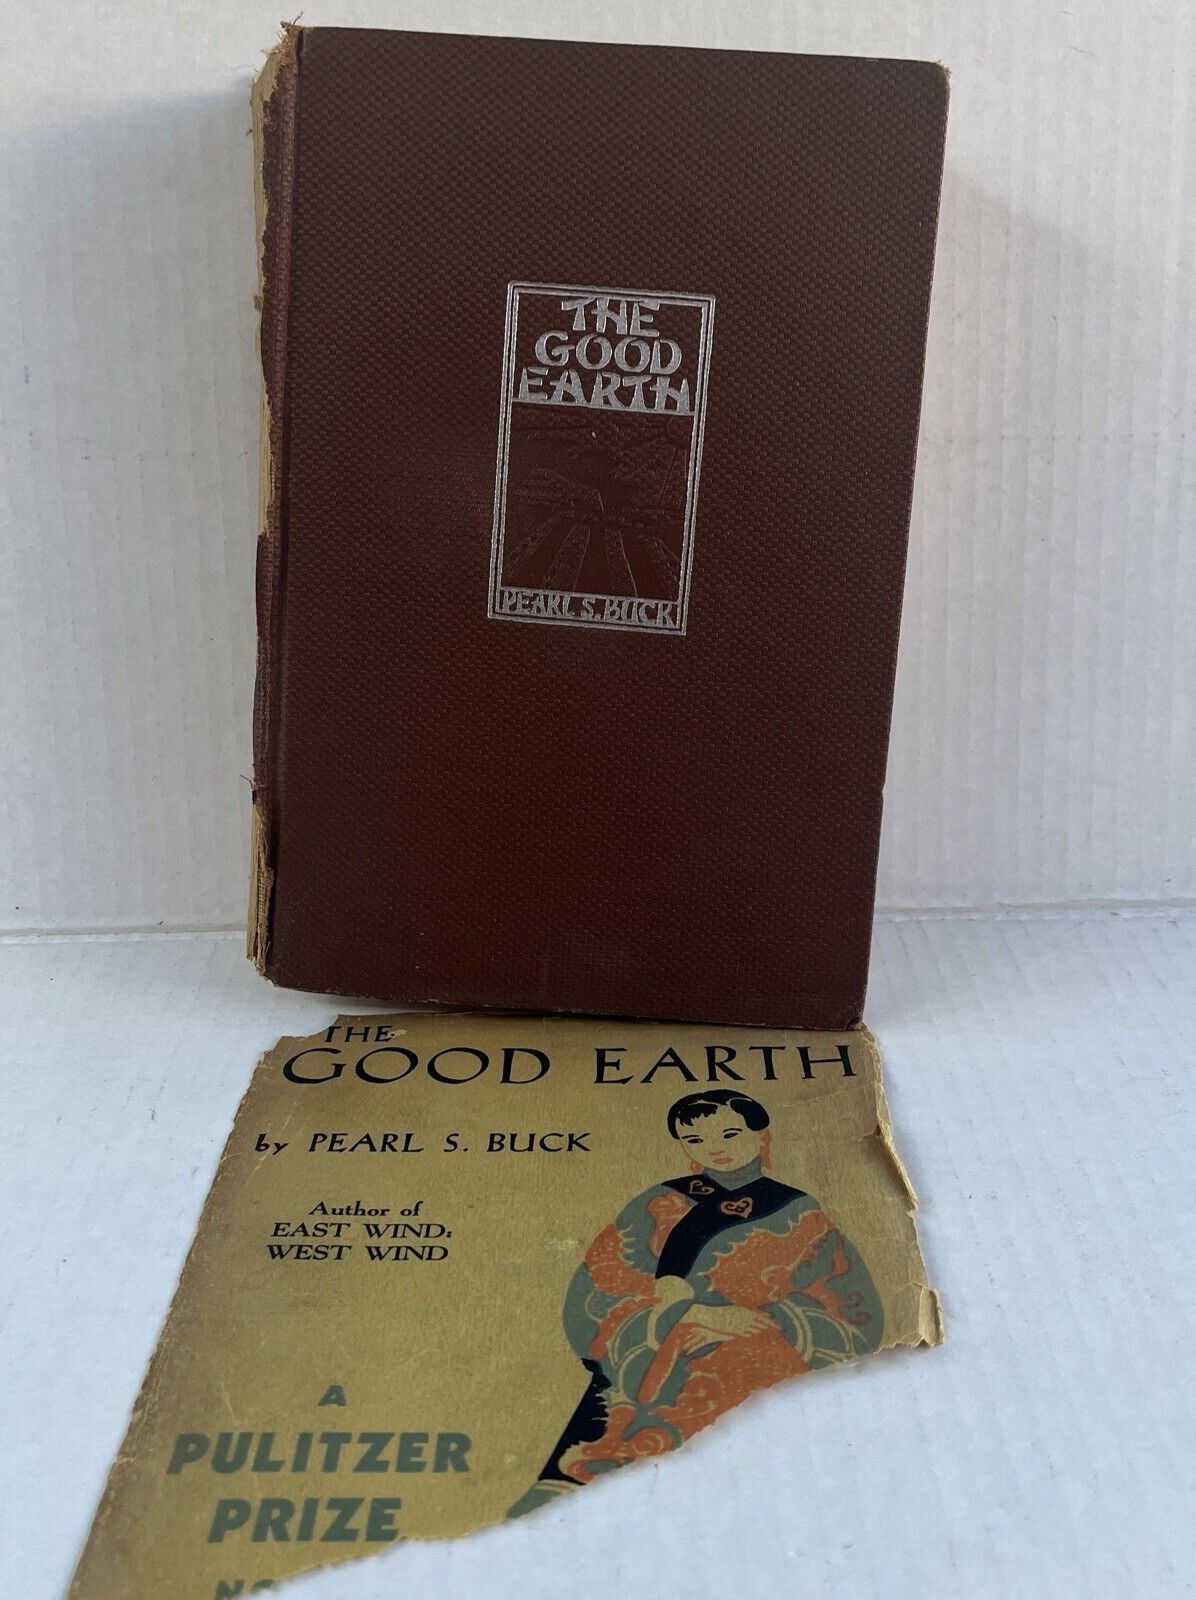 THE
GOOD
EARTH
PEARL S. BUCK
THE
GOOD EARTH
by PEARL S. BUCK
Author of
EAST WIND:
WEST WIND
A
PULITZER
PRIZE